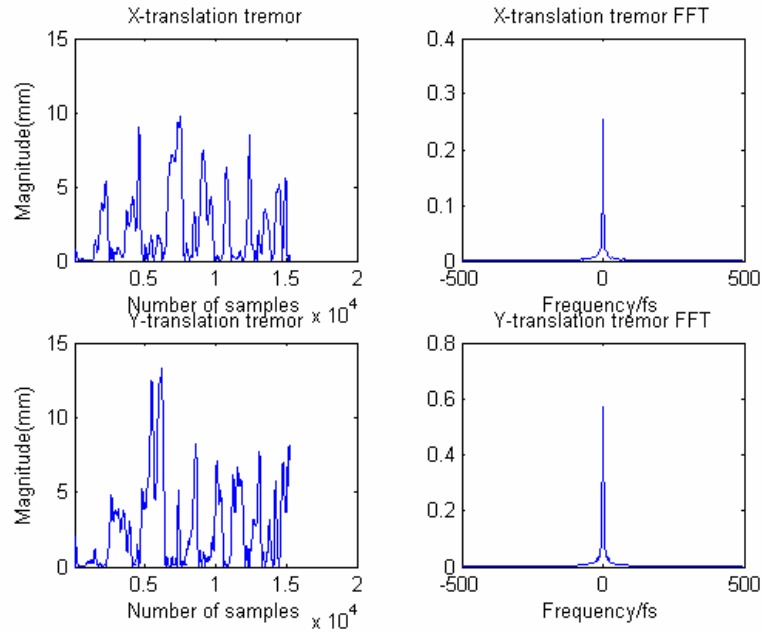 X-translation tremor
X-translation tremor FFT
15
10
5
0
Magnitude(mm)
0.5 1 1.5 2
Number of samples
x 10^4
0.4
0.3
0.2
0.1
0
-500 0 500
Frequency/fs
Y-translation tremor
Y-translation tremor FFT
15
10
5
0
Magnitude(mm)
0.5 1 1.5 2
Number of samples
x 10^4
0.8
0.6
0.4
0.2
0
-500 0 500
Frequency/fs